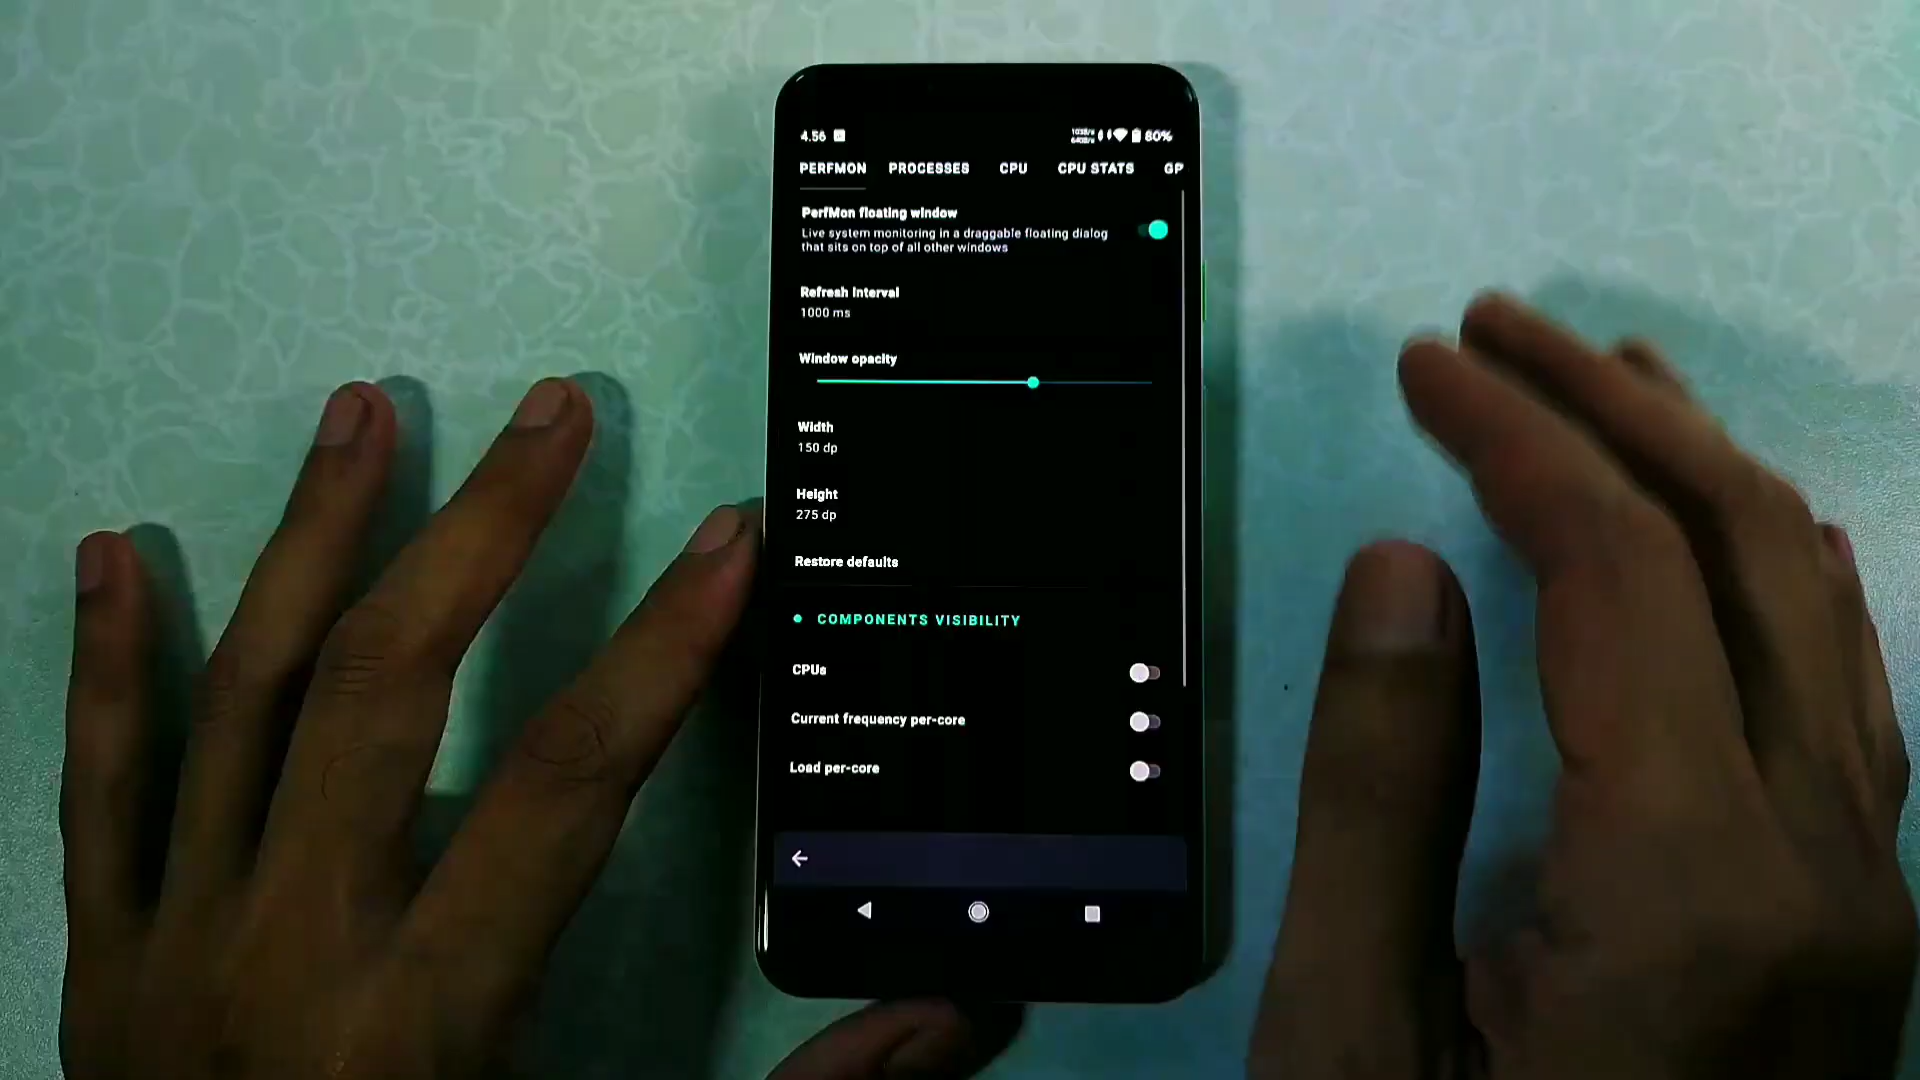 4.56
80%
PERFMON PROCESSES CPU CPU STATS GP
PerfMon floating window
Live system monitoring in a draggable floating dialog
that sits on top of all other windows
Refresh interval
1000 ms
Window opacity
Width
150 dp
Height
275 dp
Restore defaults
COMPONENTS VISIBILITY
CPUs
Current frequency per-core
Load per-core